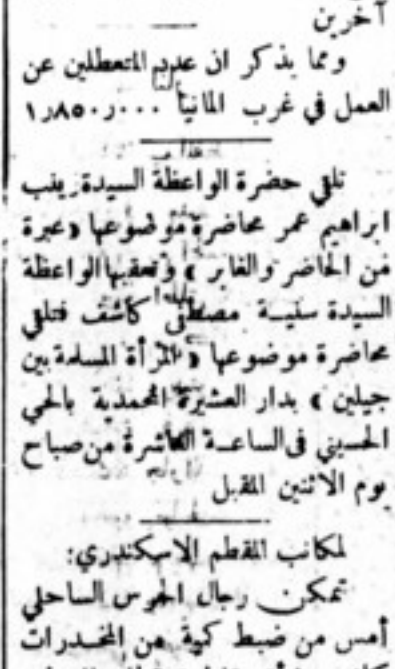 آخرين
ومما يذكر ان عدد المتعطلين عن
العمل في غرب المانيا ١٫٨٥٠٫٠٠٠
تلقي حضرة الواعظة السيدة زينب
ابراهيم عمر محاضرة موضوعها «عبرة
من الحاضر والغابر» وتعقبها الواعظة
السيدة سنية مصطفى كاشف فتلقي
محاضرة موضوعها «المرأة المسلمة بين
جيلين» بدار العشيرة المحمدية بالحي
الحسيني في الساعة العاشرة من صباح
يوم الاثنين المقبل
لمكاتب المقطم الاسكندري:
تمكن رجال الحرس الساحلي
أمس من ضبط كمية من المخدرات